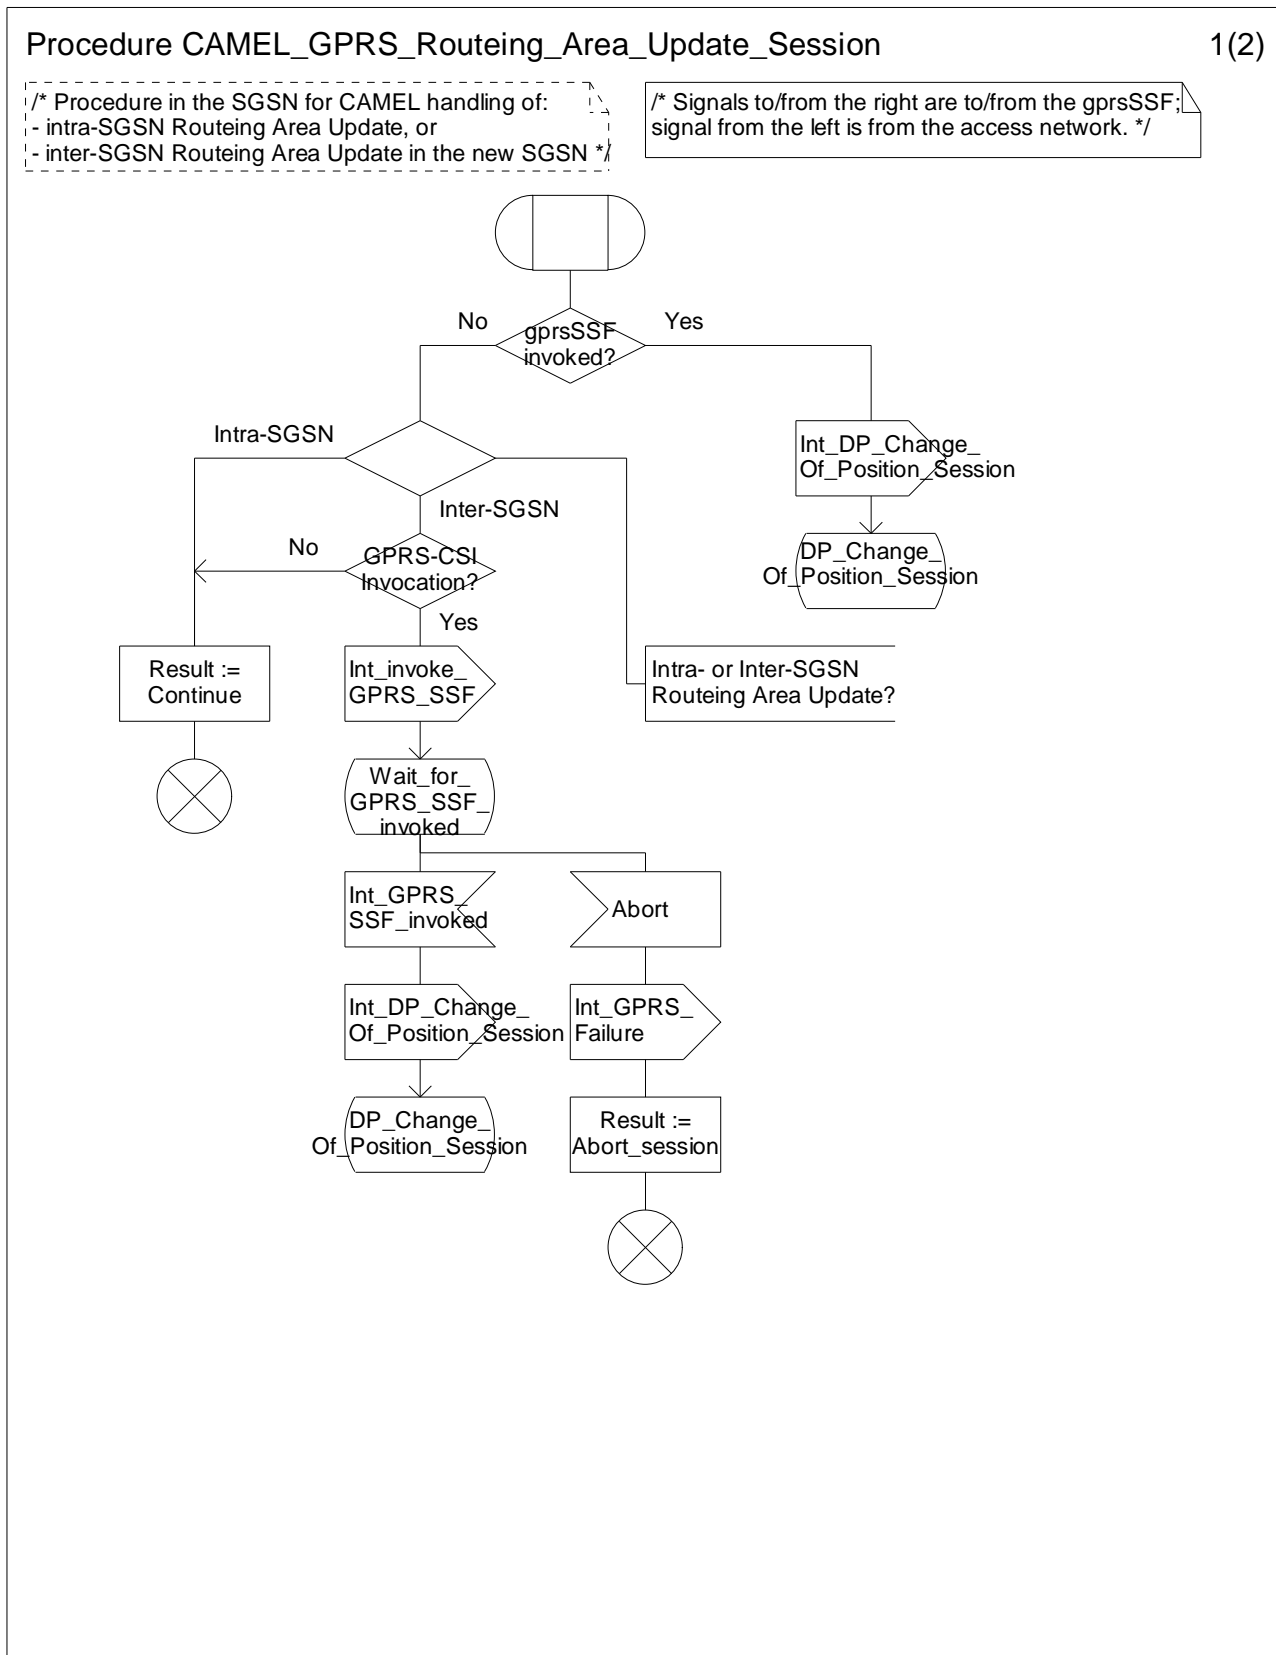 Procedure CAMEL_GPRS_Routeing_Area_Update_Session
1(2)
/* Procedure in the SGSN for CAMEL handling of:
- intra-SGSN Routeing Area Update, or
- inter-SGSN Routeing Area Update in the new SGSN */
/* Signals to/from the right are to/from the gprsSSF;
signal from the left is from the access network. */
No
gprsSSF
invoked?
Yes
Intra-SGSN
Inter-SGSN
Int_DP_Change_
Of_Position_Session
No
GPRS-CSI
Invocation?
Yes
DP_Change_
Of_Position_Session
Result :=
Continue
Int_invoke_
GPRS_SSF
Intra- or Inter-SGSN
Routeing Area Update?
Wait_for_
GPRS_SSF_
invoked
Int_GPRS_
SSF_invoked
Abort
Int_DP_Change_
Of_Position_Session
Int_GPRS_
Failure
DP_Change_
Of_Position_Session
Result :=
Abort_session